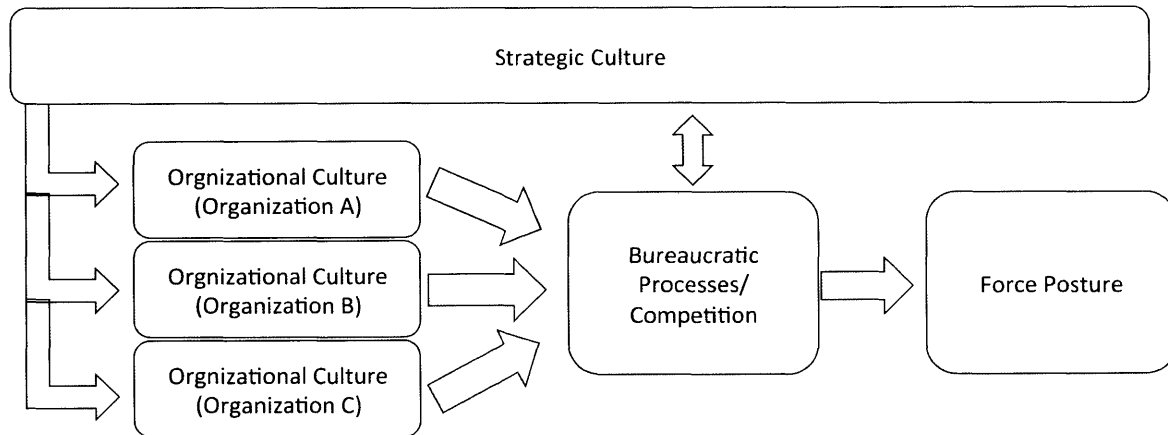 Strategic Culture
Orgnizational Culture
(Organization A)
Orgnizational Culture
(Organization B)
Orgnizational Culture
(Organization C)
Bureaucratic
Processes/
Competition
Force Posture